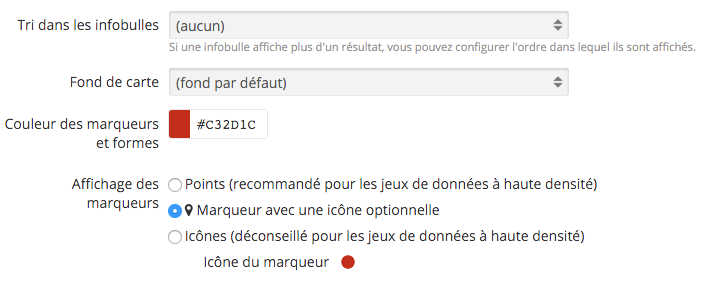 Tri dans les infobulles
(aucun)
Si une infobulle affiche plus d'un résultat, vous pouvez configurer l'ordre dans lequel ils sont affichés.
Fond de carte
(fond par défaut)
Couleur des marqueurs
et formes
#C32D1C
Affichage des
marqueurs
Points (recommandé pour les jeux de données à haute densité)
Marqueur avec une icône optionnelle
Icônes (déconseillé pour les jeux de données à haute densité)
Icône du marqueur